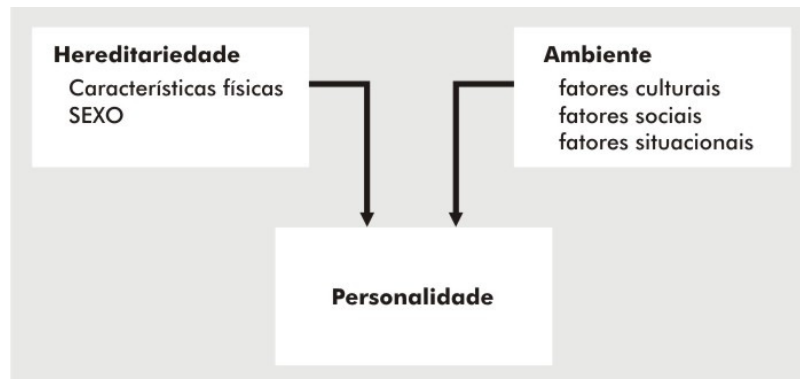 Hereditariedade
Características físicas
SEXO
Ambiente
fatores culturais
fatores sociais
fatores situacionais
Personalidade